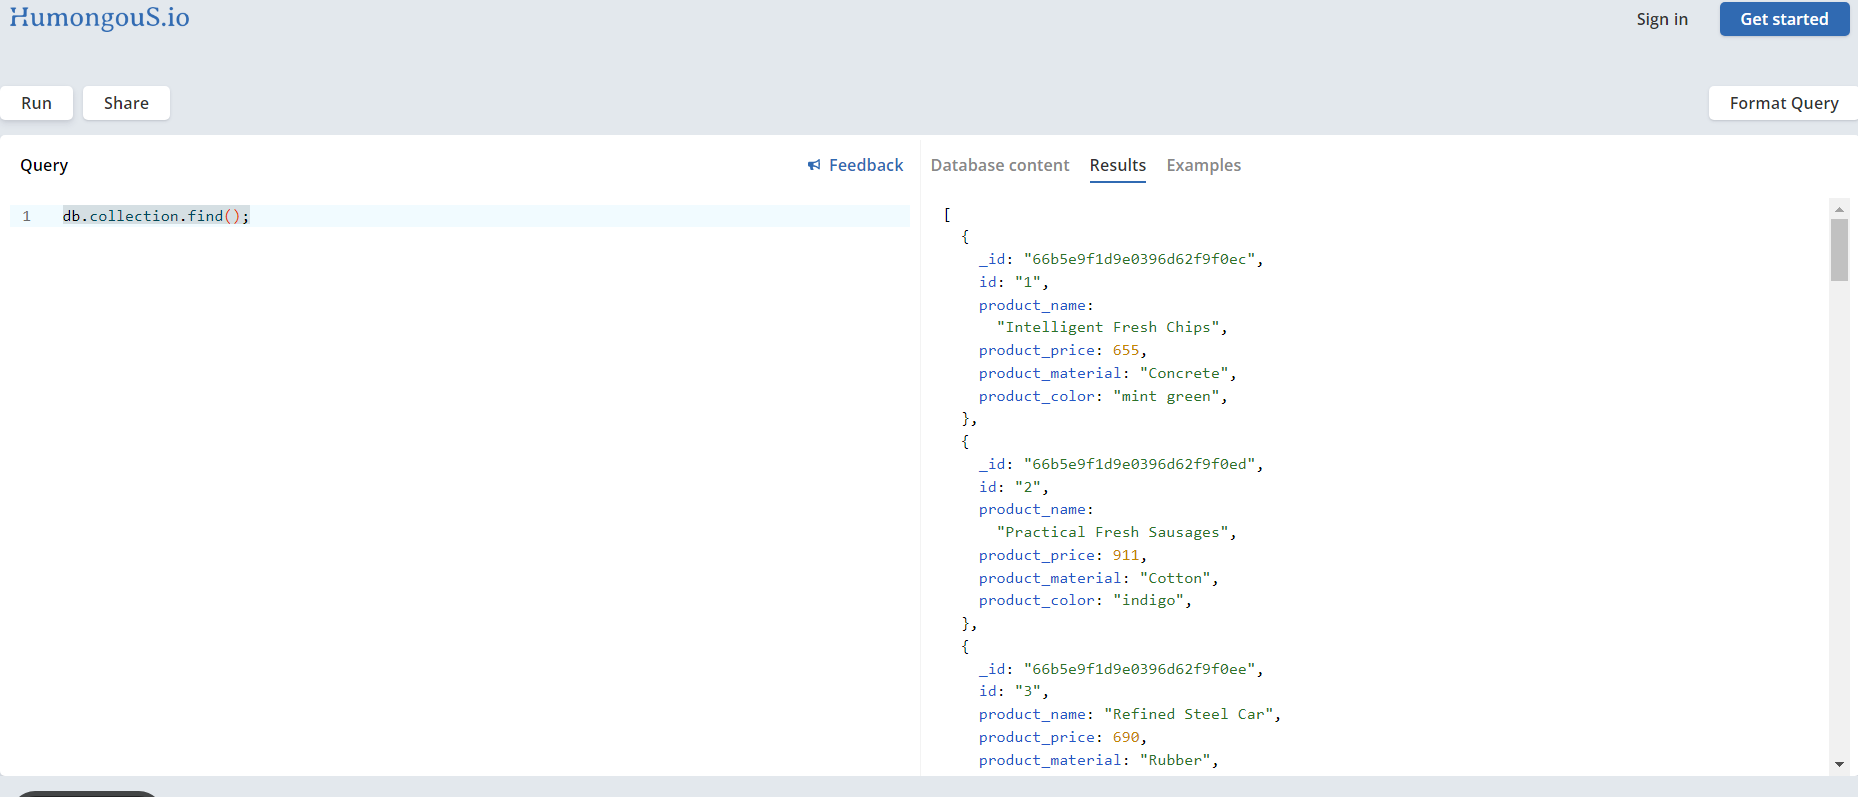 HumongouS.io
Sign in
Get started
Run
Share
Format Query
Query
Feedback
Database content
Results
Examples
1
db.collection.find();
[
{
_id: "66b5e9f1d9e0396d62f9f0ec",
id: "1",
product_name:
"Intelligent Fresh Chips",
product_price: 655,
product_material: "Concrete",
product_color: "mint green",
},
{
_id: "66b5e9f1d9e0396d62f9f0ed",
id: "2",
product_name:
"Practical Fresh Sausages",
product_price: 911,
product_material: "Cotton",
product_color: "indigo",
},
{
_id: "66b5e9f1d9e0396d62f9f0ee",
id: "3",
product_name: "Refined Steel Car",
product_price: 690,
product_material: "Rubber",